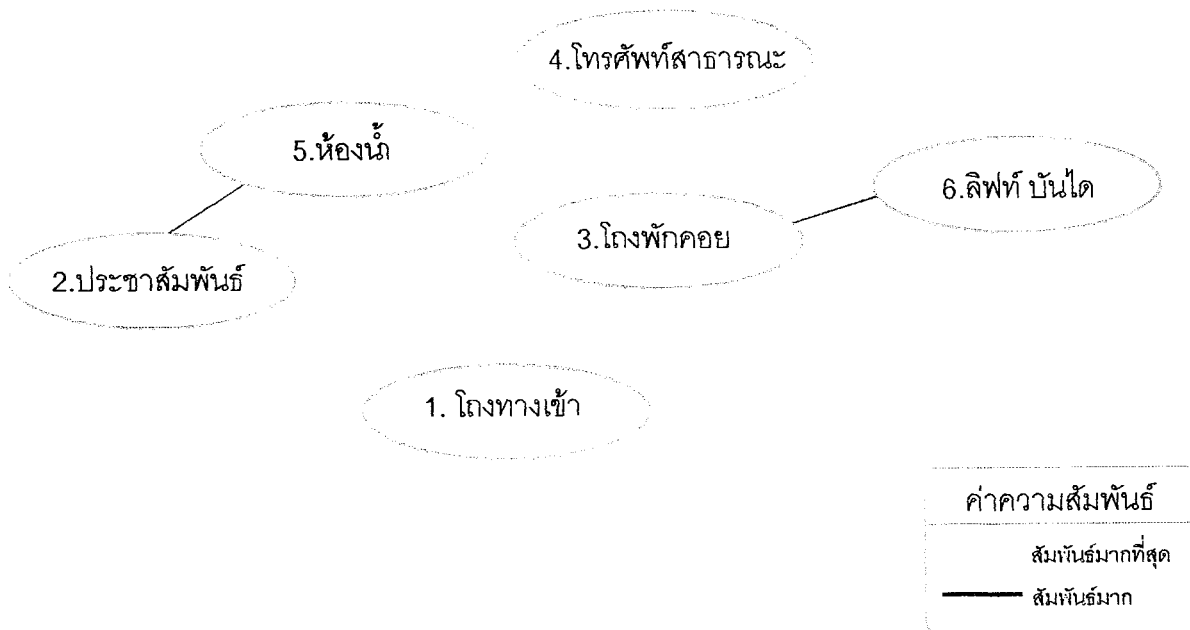 4.โทรศัพท์สาธารณะ
5.ห้องน้ำ
6.ลิฟท์ บันได
3.โถงพักคอย
2.ประชาสัมพันธ์
1. โถงทางเข้า
ค่าความสัมพันธ์
สัมพันธ์มากที่สุด
สัมพันธ์มาก